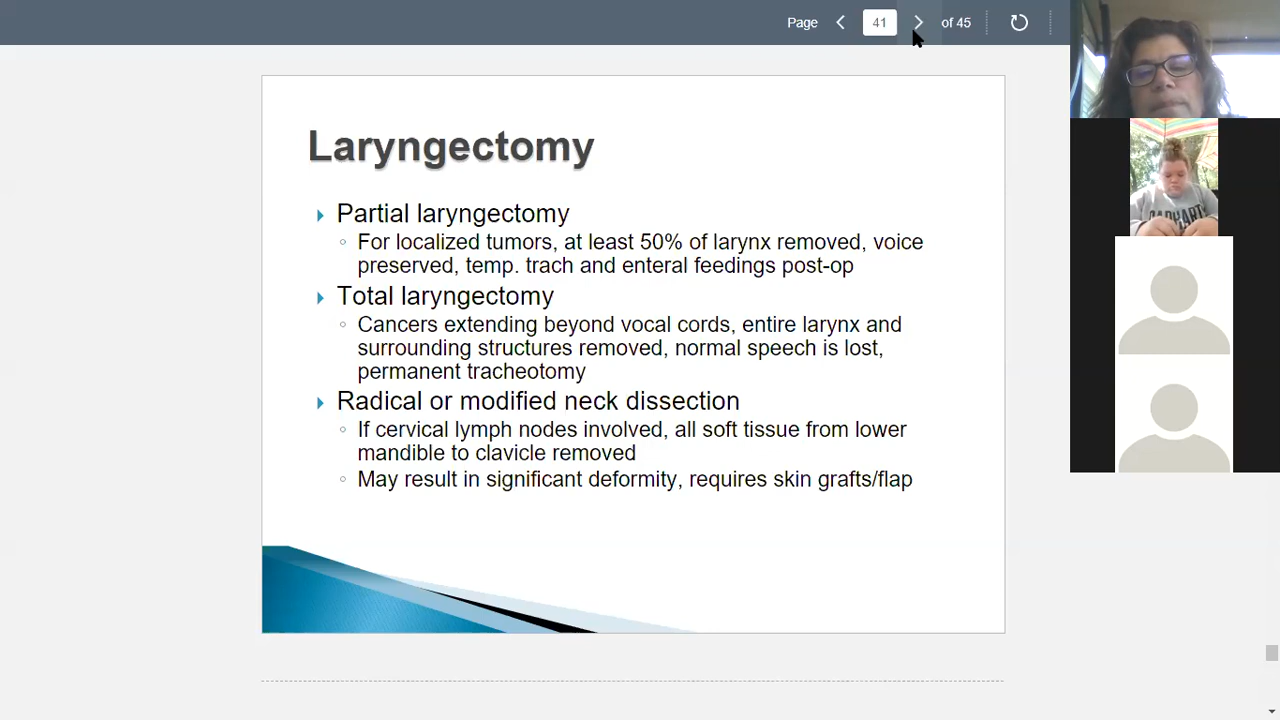 Page 41 of 45
Laryngectomy
Partial laryngectomy
For localized tumors, at least 50% of larynx removed, voice
preserved, temp. trach and enteral feedings post-op
Total laryngectomy
Cancers extending beyond vocal cords, entire larynx and
surrounding structures removed, normal speech is lost,
permanent tracheotomy
Radical or modified neck dissection
If cervical lymph nodes involved, all soft tissue from lower
mandible to clavicle removed
May result in significant deformity, requires skin grafts/flap
CARHARTT